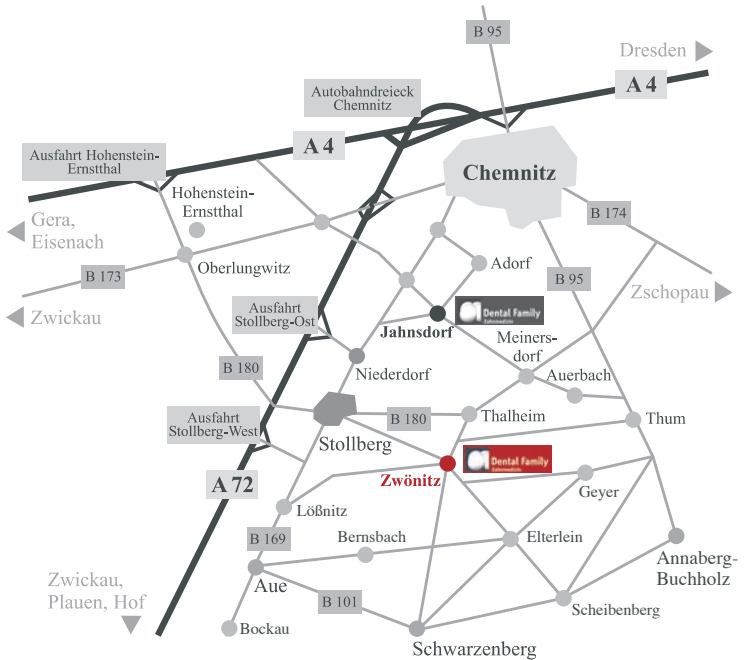 B 95
Dresden
A 4
Autobahndreieck
Chemnitz
A 4
Ausfahrt Hohenstein-
Ernstthal
Chemnitz
Hohenstein-
Ernstthal
B 174
Gera,
Eisenach
Adorf
Oberlungwitz
B 173
B 95
Zschopau
Zwickau
Ausfahrt
Stollberg-Ost
Dental Family
Zahnmedizin
Jahnsdorf
Meiners-
dorf
Niederdorf
B 180
Auerbach
Ausfahrt
Stollberg-West
B 180
Thalheim
Thum
Stollberg
Dental Family
Zahnmedizin
Zwönitz
A 72
Geyer
Lößnitz
B 169
Bernsbach
Elterlein
Annaberg-
Buchholz
Zwickau,
Plauen, Hof
Aue
B 101
Scheibenberg
Bockau
Schwarzenberg